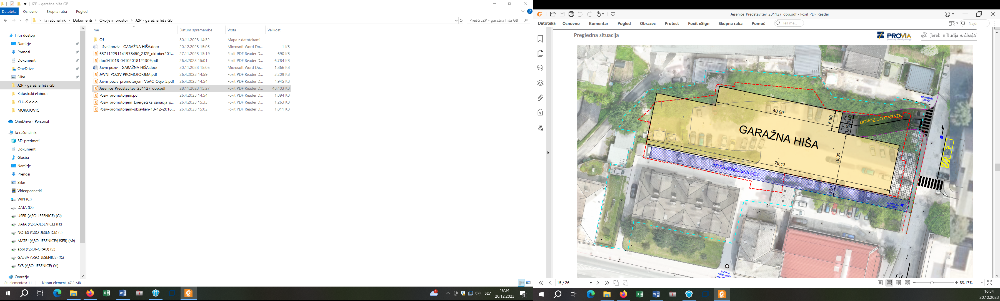 JZP - garažna hiša GB
Datoteka Osnovno Skupna raba Pogled
Ta računalnik > Dokumenti > Okolje in prostor > JZP - garažna hiša GB
Preišči JZP - garažna hiša GB
Ime Datum spremembe Vrsta Velikost
OJ 30.11.2023 14:32 Mapa z datotekami
~$vni poziv - GARAŽNA HIŠA.docx 20.12.2023 15:05 Microsoft Word Do... 1 KB
637112291141978450_ZJZP_oktober201... 27.11.2023 13:19 Foxit PDF Reader D... 690 KB
doc041018-04102018121309.pdf 26.4.2023 15:01 Foxit PDF Reader D... 6.784 KB
Javni poziv - GARAŽNA HIŠA.docx 30.11.2023 15:05 Microsoft Word Do... 1.866 KB
JAVNI POZIV PROMOTORJEM.pdf 26.4.2023 14:59 Foxit PDF Reader D... 3.209 KB
Javni_poziv_promotorjem_VbAC_Obje_3.pdf 26.4.2023 14:54 Foxit PDF Reader D... 4.945 KB
Jesenice_Predstavitev_231127_dop.pdf 28.11.2023 15:27 Foxit PDF Reader D... 48.403 KB
Poziv_promotorjem.pdf 26.4.2023 14:54 Foxit PDF Reader D... 1.894 KB
Poziv_promotorjem_Energetska_sanacija_p... 26.4.2023 15:33 Foxit PDF Reader D... 1.263 KB
Poziv-promotorjem-objavljen-13-12-2016.... 26.4.2023 15:02 Foxit PDF Reader D... 1.811 KB
Hitri dostop
Namizje
Prenosi
Dokumenti
OneDrive
Slike
JZP - garažna hiša GB
Katastrski elaborat
KLU-S d.o.o
MURATOVIĆ
OneDrive - Personal
Ta računalnik
3D-predmeti
Dokumenti
Glasba
Namizje
Prenosi
Slike
Videoposnetki
WIN (C:)
DATA (D:)
USER (\\SO-JESENICE) (G:)
DATA (\\SO-JESENICE) (H:)
NOTES (\\SO-JESENICE) (I:)
MATEJ (\\SO-JESENICE\USER) (M:)
appl (\\SOJ-GRAD) (S:)
GAJBA (\\SO-JESENICE) (X:)
SYS (\\SO-JESENICE) (Y:)
Omrežje
Št. elementov: 11 1 izbran element, 47,2 MB
1
SLV
16:34
20.12.2023
8
Jesenice_Predstavitev_231127_dop.pdf - Foxit PDF Reader
Datoteka Osnovno Komentar Pogled Obrazec Protect Foxit eSign Skupna raba Pomoč Tell me... Najdi
Pregledna situacija
PROVIA
Jereb in Budja arhitekti
OBSTOJEČ
DOVOZ
DOVOZ DO GARAŽE
40,00
6,60
3,00
3,00
GARAŽNA HIŠA
16,30
79,13
INTERVENCIJSKA POT
3,50
KONTROLA
DOSTOPA
ZAPORA
PRIKLJUČKA
15 / 26
83.17%
16:34
20.12.2023